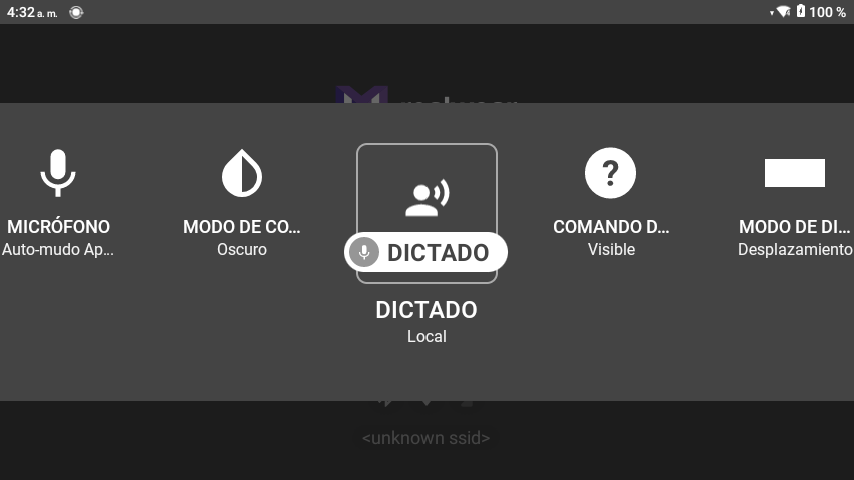 4:32 a. m.
100 %
MICRÓFONO
Auto-mudo Ap...
MODO DE CO...
Oscuro
DICTADO
DICTADO
Local
COMANDO D...
Visible
MODO DE DI...
Desplazamiento
<unknown ssid>